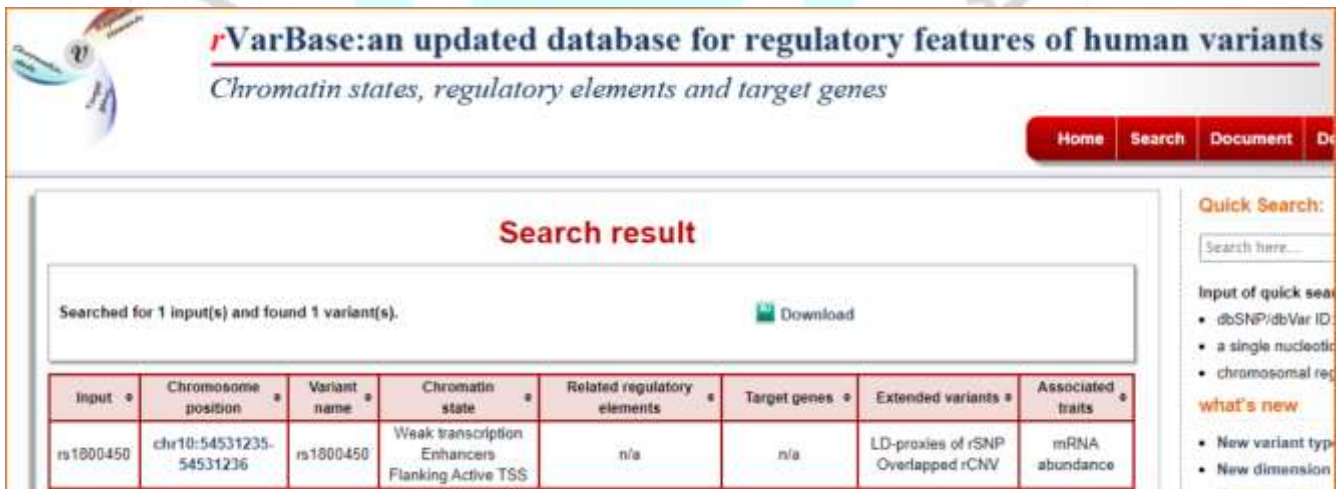 rVarBase:an updated database for regulatory features of human variants
Chromatin states, regulatory elements and target genes
Home Search Document
Search result
Searched for 1 input(s) and found 1 variant(s).
Download
Input
Chromosome position
Variant name
Chromatin state
Related regulatory elements
Target genes
Extended variants
Associated traits
rs1800450
chr10:54531235-
54531236
rs1800450
Weak transcription
Enhancers
Flanking Active TSS
n/a
n/a
LD-proxies of rSNP
Overlapped rCNV
mRNA
abundance
Quick Search:
Search here...
Input of quick
• dbSNP/dbVar ID
• a single
• chromosomal
what's new
• New variant
• New dimension